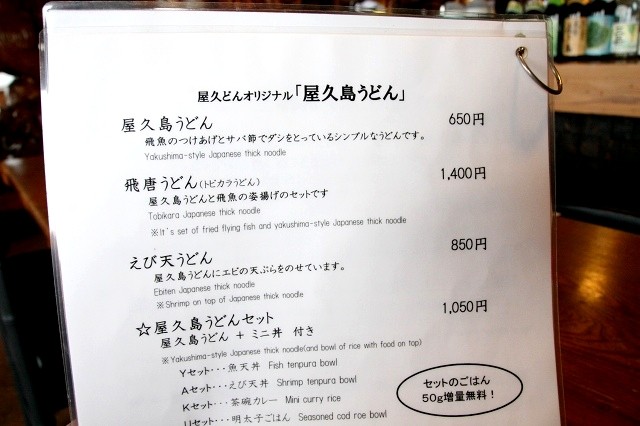 屋久どんオリジナル「屋久島うどん」
屋久島うどん 650円
飛魚のつけあげとサバ節でダシをとっているシンプルなうどんです。
Yakushima-style Japanese thick noodle
飛唐うどん(トビカラうどん) 1,400円
屋久島うどんと飛魚の姿揚げのセットです
Tobikara Japanese thick noodle
※It's set of fried flying fish and yakushima-style Japanese thick noodle
えび天うどん 850円
屋久島うどんにエビの天ぷらをのせています。
Ebiten Japanese thick noodle
※Shrimp on top of Japanese thick noodle
☆屋久島うどんセット 1,050円
屋久島うどん + ミニ丼 付き
※Yakushima-style Japanese thick noodle(and bowl of rice with food on top)
Yセット・・・魚天丼 Fish tenpura bowl
Aセット・・・えび天丼 Shrimp tenpura bowl
Kセット・・・茶碗カレー Mini curry rice
Uセット・・・明太子ごはん Seasoned cod roe bowl
セットのごはん
50g増量無料!